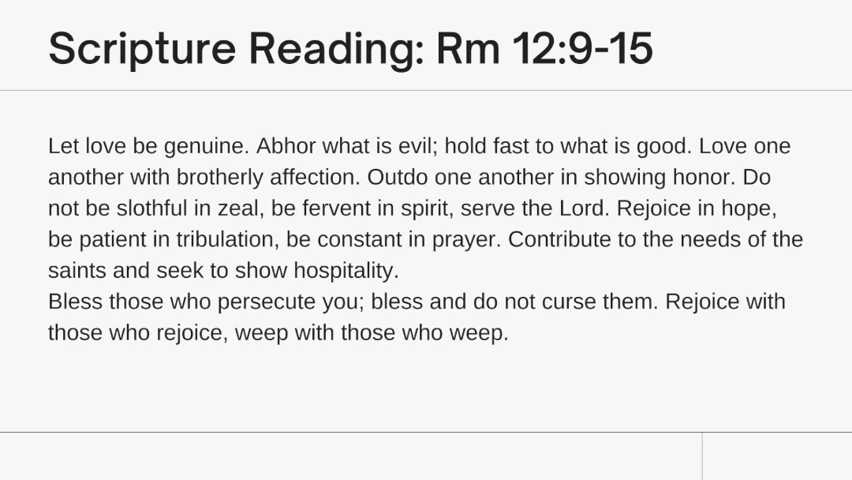 Scripture Reading: Rm 12:9-15
Let love be genuine. Abhor what is evil; hold fast to what is good. Love one
another with brotherly affection. Outdo one another in showing honor. Do
not be slothful in zeal, be fervent in spirit, serve the Lord. Rejoice in hope,
be patient in tribulation, be constant in prayer. Contribute to the needs of the
saints and seek to show hospitality.
Bless those who persecute you; bless and do not curse them. Rejoice with
those who rejoice, weep with those who weep.